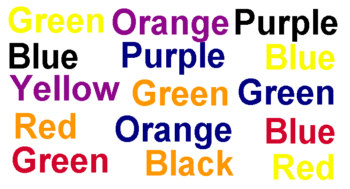 Green Orange Purple
Blue Purple Blue
Yellow Green Green
Red Orange Blue
Green Black Red